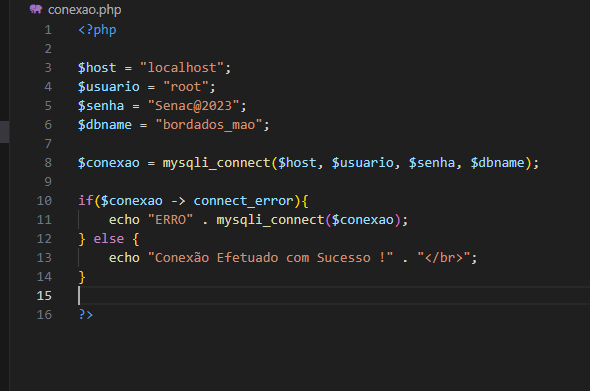 conexao.php
1 <?php
2
3 $host = "localhost";
4 $usuario = "root";
5 $senha = "Senac@2023";
6 $dbname = "bordados_mao";
7
8 $conexao = mysqli_connect($host, $usuario, $senha, $dbname);
9
10 if($conexao -> connect_error){
11 echo "ERRO" . mysqli_connect($conexao);
12 } else {
13 echo "Conexão Efetuado com Sucesso !" . "</br>";
14 }
15
16 ?>